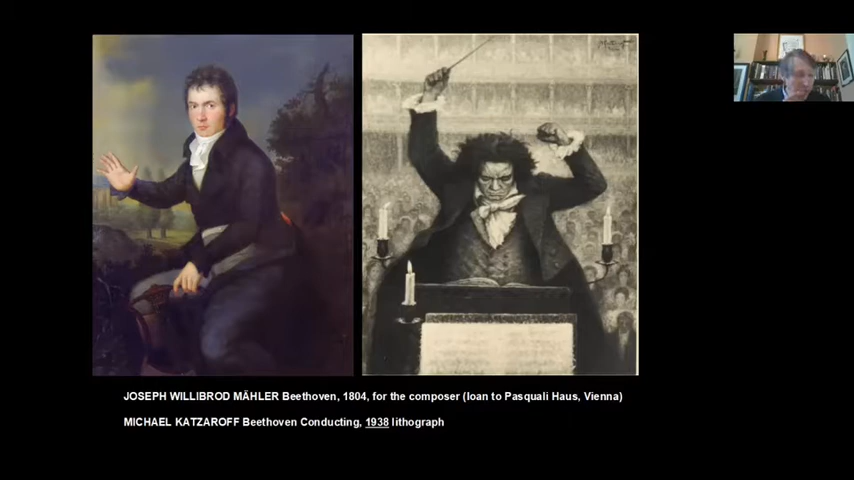 JOSEPH WILLIBROD MÄHLER Beethoven, 1804, for the composer (loan to Pasquali Haus, Vienna)
MICHAEL KATZAROFF Beethoven Conducting, 1938 lithograph